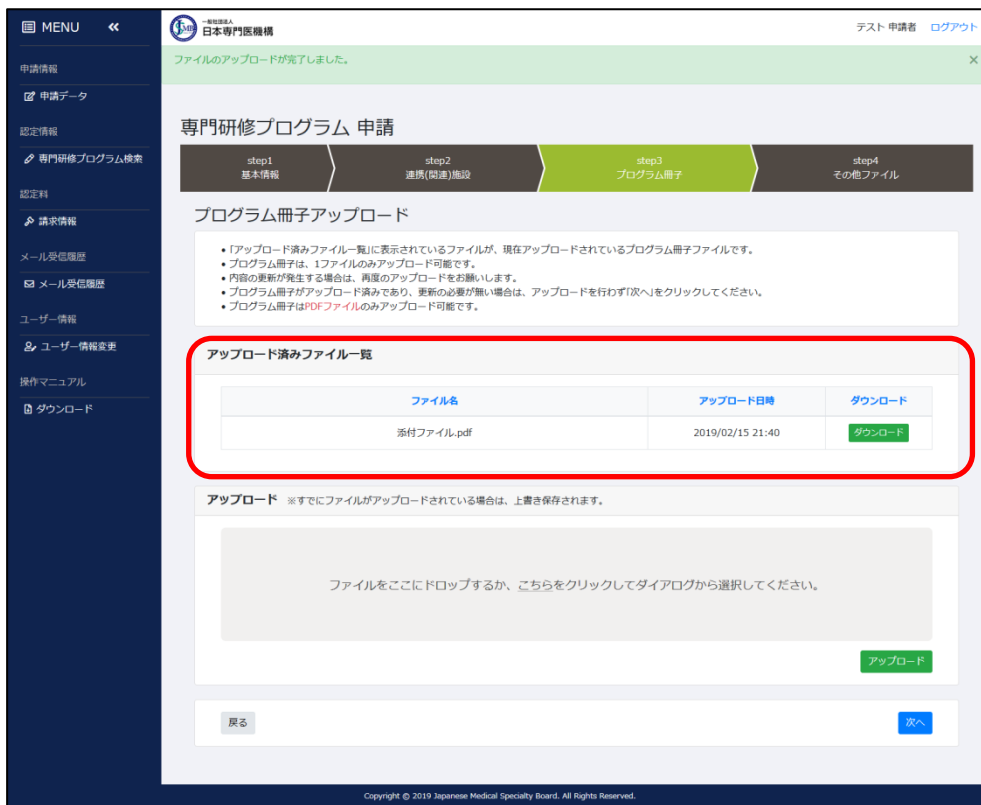 MENU
一般社団法人
日本専門医機構
テスト 申請者 ログアウト
ファイルのアップロードが完了しました。
申請情報
申請データ
認定情報
専門研修プログラム検索
認定料
請求情報
メール受信履歴
メール受信履歴
ユーザー情報
ユーザー情報変更
操作マニュアル
ダウンロード
専門研修プログラム 申請
step1
基本情報
step2
連携(関連)施設
step3
プログラム冊子
step4
その他ファイル
プログラム冊子アップロード
• 「アップロード済みファイル一覧」に表示されているファイルが、現在アップロードされているプログラム冊子ファイルです。
• プログラム冊子は、1ファイルのみアップロード可能です。
• 内容の更新が発生する場合は、再度のアップロードをお願いします。
• プログラム冊子がアップロード済みであり、更新の必要が無い場合は、アップロードを行わず「次へ」をクリックしてください。
• プログラム冊子はPDFファイルのみアップロード可能です。
アップロード済みファイル一覧
ファイル名 アップロード日時 ダウンロード
添付ファイル.pdf 2019/02/15 21:40 ダウンロード
アップロード ※すでにファイルがアップロードされている場合は、上書き保存されます。
ファイルをここにドロップするか、こちらをクリックしてダイアログから選択してください。
アップロード
戻る 次へ
Copyright © 2019 Japanese Medical Specialty Board. All Rights Reserved.